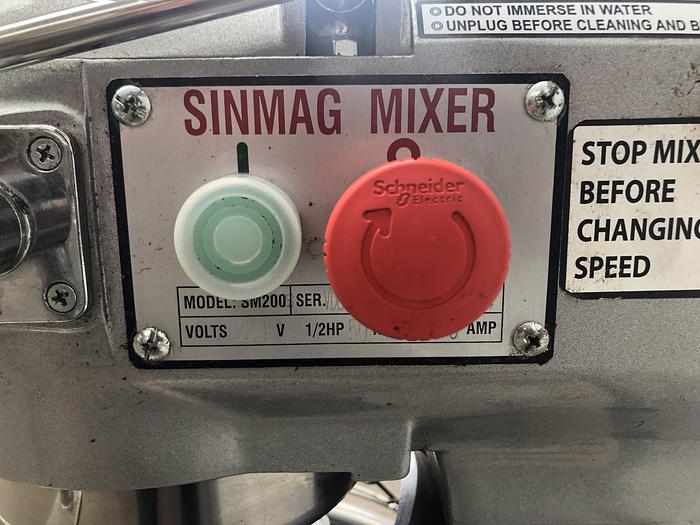 ◎ DO NOT IMMERSE IN WATER
◎ UNPLUG BEFORE CLEANING AND
SINMAG MIXER
Schneider
Electric
STOP MIX
BEFORE
CHANGING
SPEED
MODEL: SM200 SER.
VOLTS V 1/2HP AMP